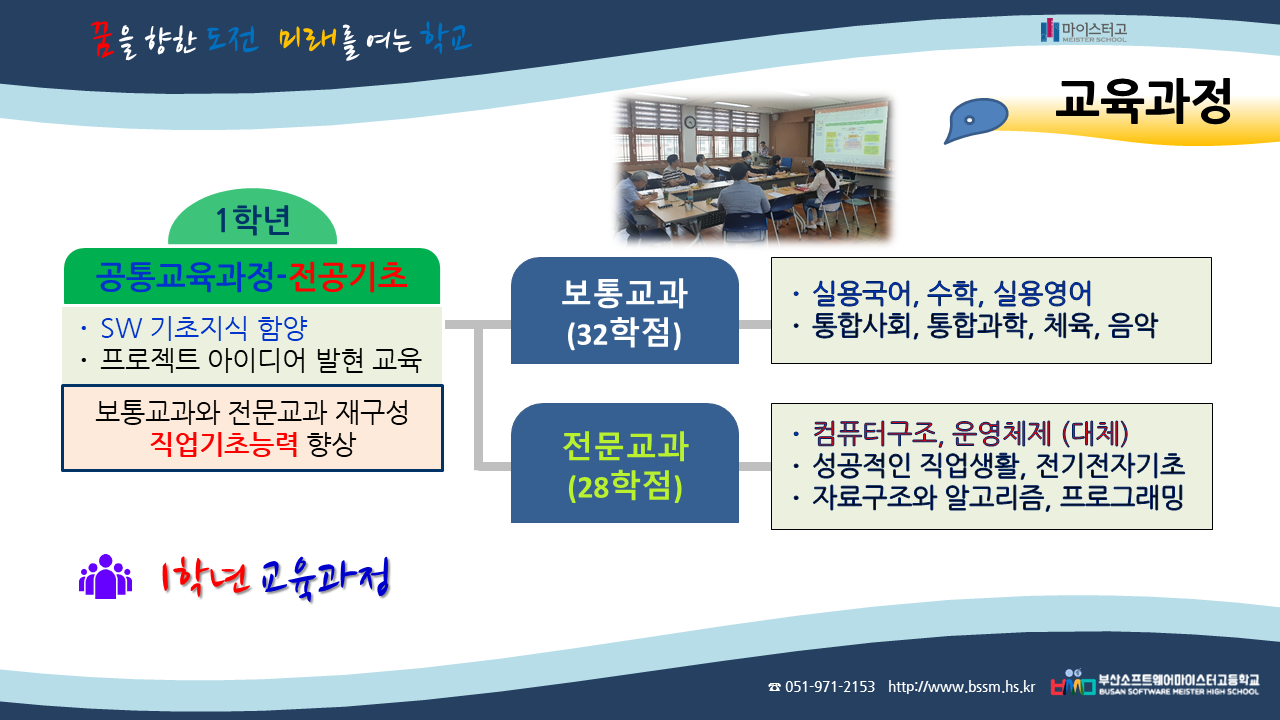 꿈을 향한 도전 미래를 여는 학교
마이스터고
MEISTER SCHOOL
교육과정
1학년
공통교육과정-전공기초
· SW 기초지식 함양
· 프로젝트 아이디어 발현 교육
보통교과와 전문교과 재구성
직업기초능력 향상
보통교과
(32학점)
· 실용국어, 수학, 실용영어
· 통합사회, 통합과학, 체육, 음악
전문교과
(28학점)
· 컴퓨터구조, 운영체제 (대체)
· 성공적인 직업생활, 전기전자기초
· 자료구조와 알고리즘, 프로그래밍
1학년 교육과정
☎ 051-971-2153 http://www.bssm.hs.kr
부산소프트웨어마이스터고등학교
BUSAN SOFTWARE MEISTER HIGH SCHOOL